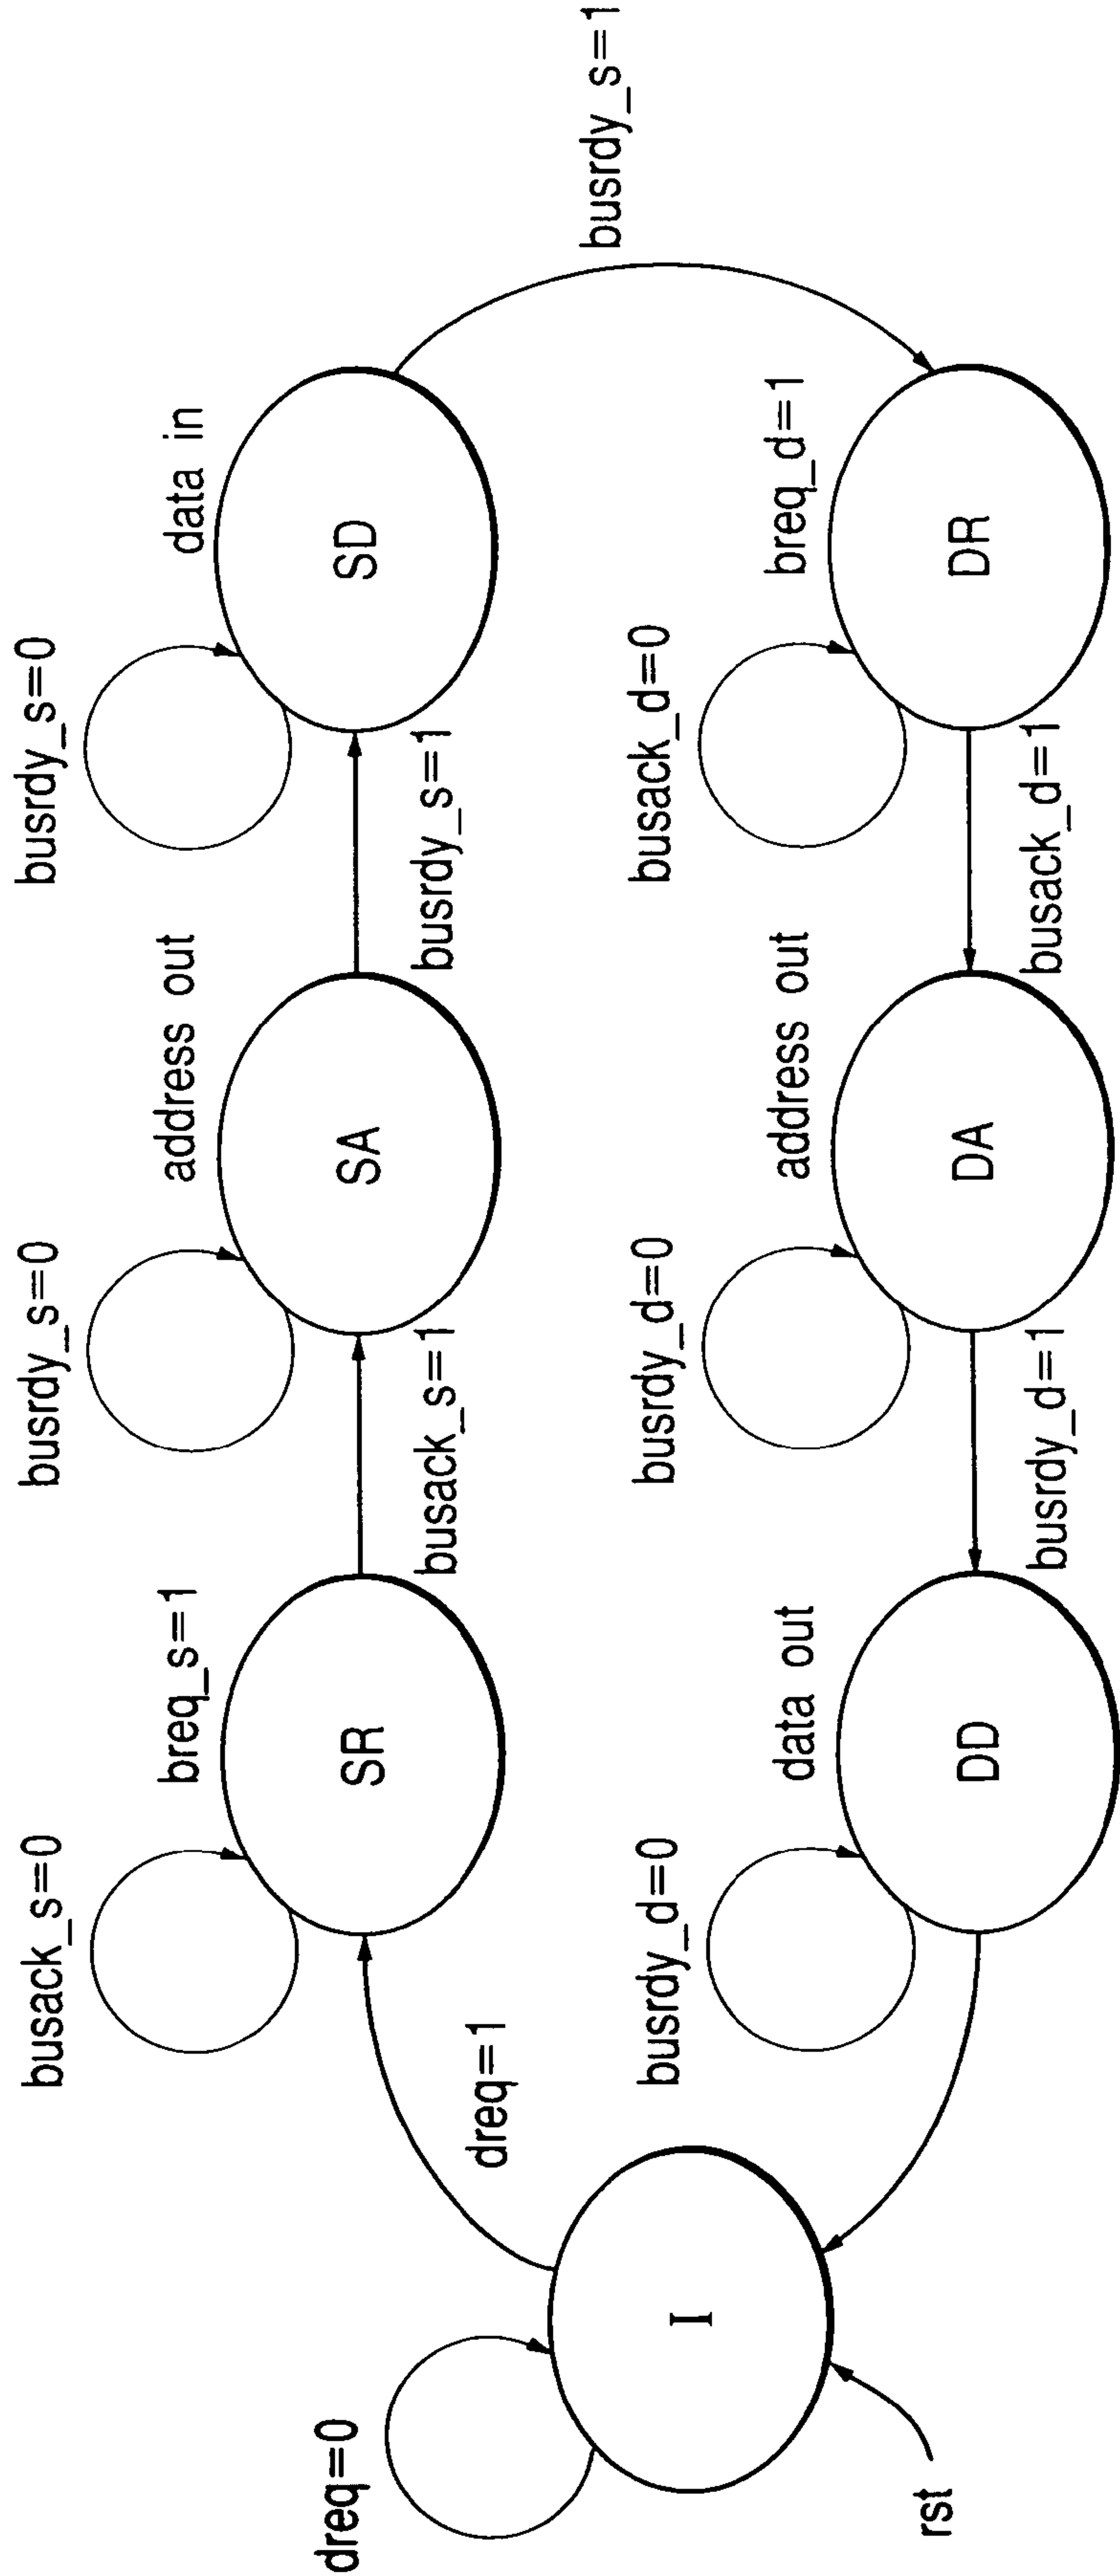 busrdy_s=0
data in
SD
busrdy_s=1
busrdy_s=1
busrdy_s=0
address out
SA
busack_s=1
busack_s=0
breq_s=1
SR
dreq=1
dreq=0
I
rst
busack_d=0
breq_d=1
DR
busack_d=1
busrdy_d=0
address out
DA
busrdy_d=1
busrdy_d=0
data out
DD